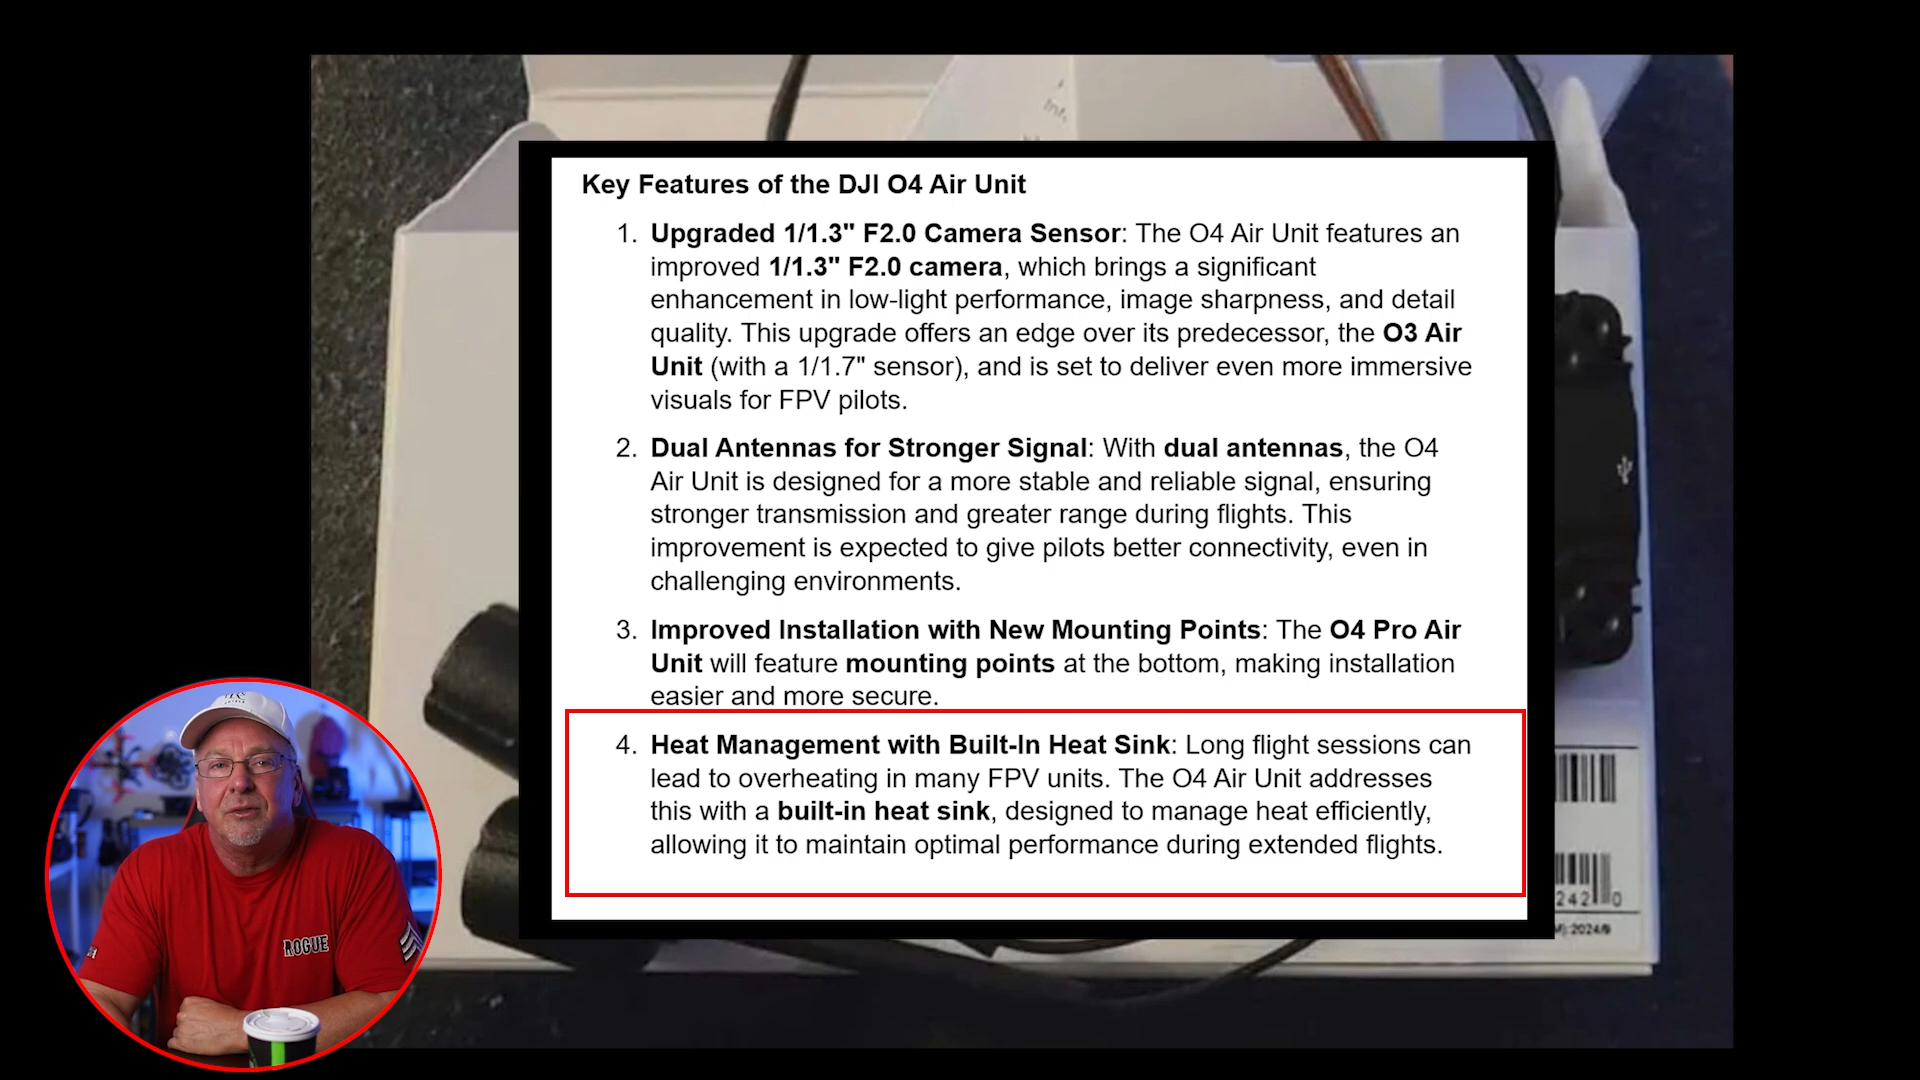 Key Features of the DJI O4 Air Unit
1. Upgraded 1/1.3" F2.0 Camera Sensor: The O4 Air Unit features an
improved 1/1.3" F2.0 camera, which brings a significant
enhancement in low-light performance, image sharpness, and detail
quality. This upgrade offers an edge over its predecessor, the O3 Air
Unit (with a 1/1.7" sensor), and is set to deliver even more immersive
visuals for FPV pilots.
2. Dual Antennas for Stronger Signal: With dual antennas, the O4
Air Unit is designed for a more stable and reliable signal, ensuring
stronger transmission and greater range during flights. This
improvement is expected to give pilots better connectivity, even in
challenging environments.
3. Improved Installation with New Mounting Points: The O4 Pro Air
Unit will feature mounting points at the bottom, making installation
easier and more secure.
4. Heat Management with Built-In Heat Sink: Long flight sessions can
lead to overheating in many FPV units. The O4 Air Unit addresses
this with a built-in heat sink, designed to manage heat efficiently,
allowing it to maintain optimal performance during extended flights.
ROGUE